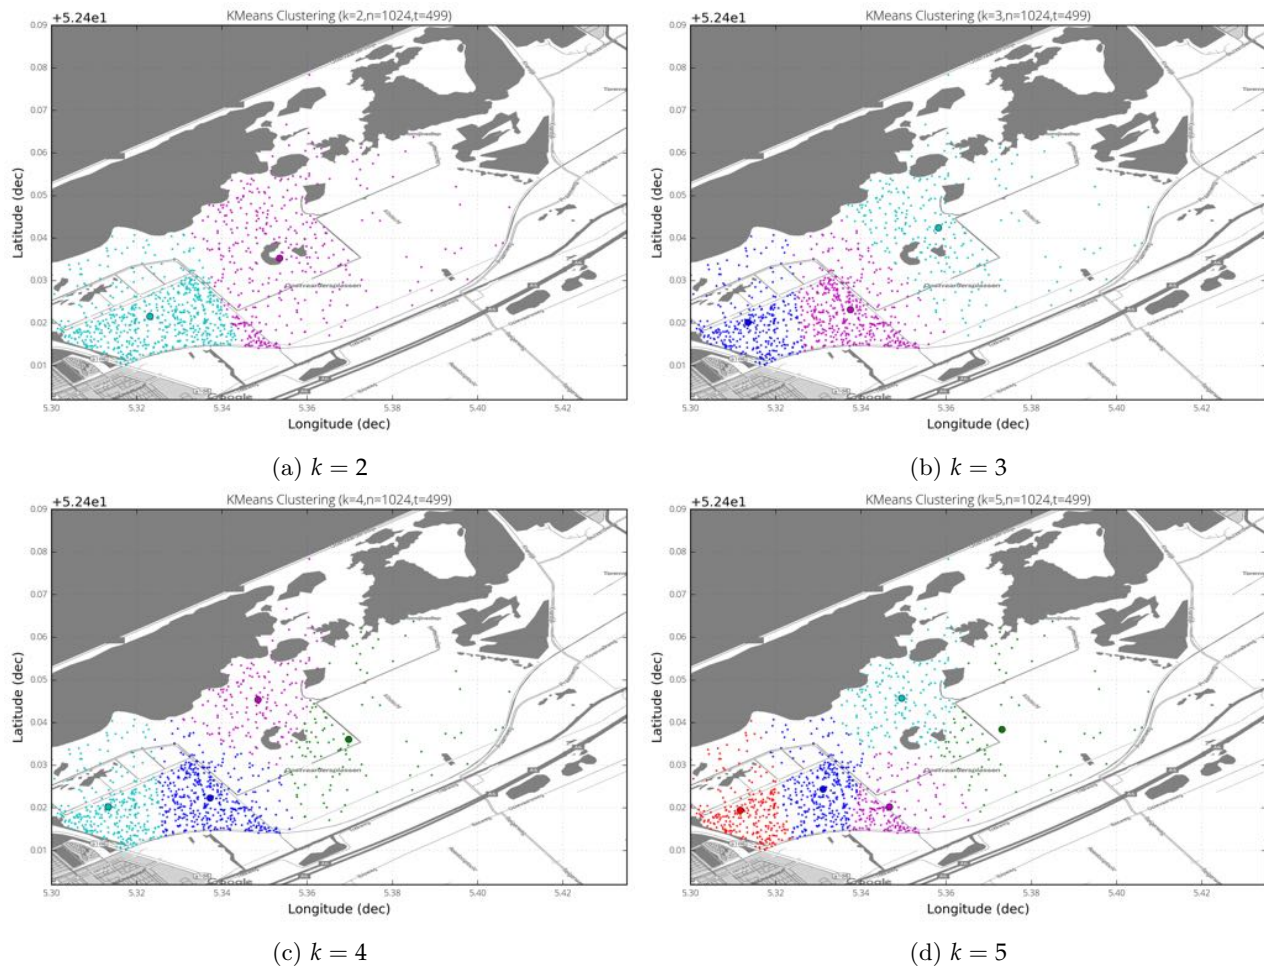 +5.24e1 KMeans Clustering (k=2,n=1024,t=499)
0.09
0.08
0.07
0.06
0.05
0.04
0.03
0.02
0.01
Latitude (dec)
Oostvaardersplassen
Google
5.30 5.32 5.34 5.36 5.38 5.40 5.42
Longitude (dec)
(a) k = 2
+5.24e1 KMeans Clustering (k=3,n=1024,t=499)
0.09
0.08
0.07
0.06
0.05
0.04
0.03
0.02
0.01
Latitude (dec)
Oostvaardersplassen
Google
5.30 5.32 5.34 5.36 5.38 5.40 5.42
Longitude (dec)
(b) k = 3
+5.24e1 KMeans Clustering (k=4,n=1024,t=499)
0.09
0.08
0.07
0.06
0.05
0.04
0.03
0.02
0.01
Latitude (dec)
Oostvaardersplassen
Google
5.30 5.32 5.34 5.36 5.38 5.40 5.42
Longitude (dec)
(c) k = 4
+5.24e1 KMeans Clustering (k=5,n=1024,t=499)
0.09
0.08
0.07
0.06
0.05
0.04
0.03
0.02
0.01
Latitude (dec)
Oostvaardersplassen
Google
5.30 5.32 5.34 5.36 5.38 5.40 5.42
Longitude (dec)
(d) k = 5